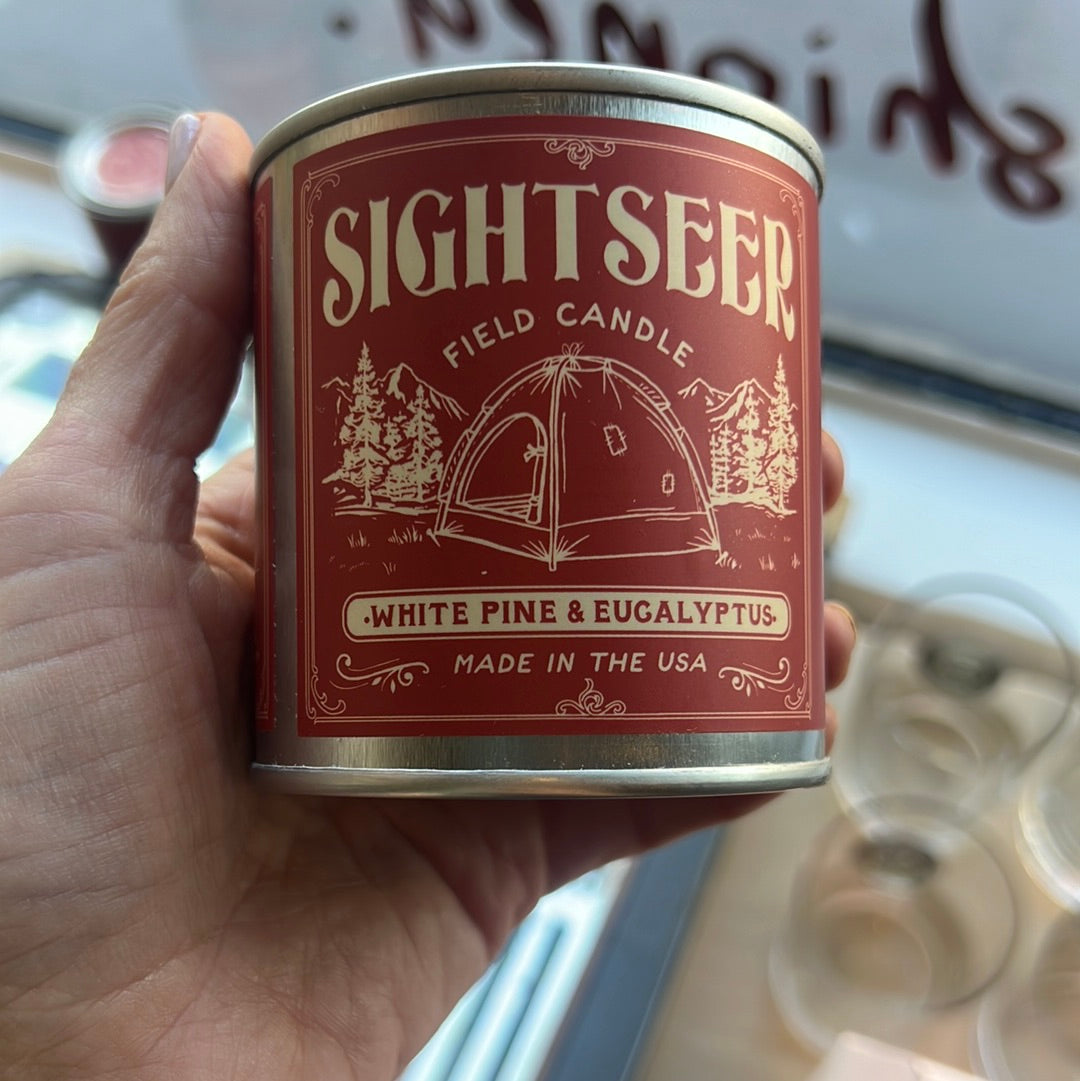 SIGHTSEER
FIELD CANDLE
·WHITE PINE & EUCALYPTUS·
MADE IN THE USA